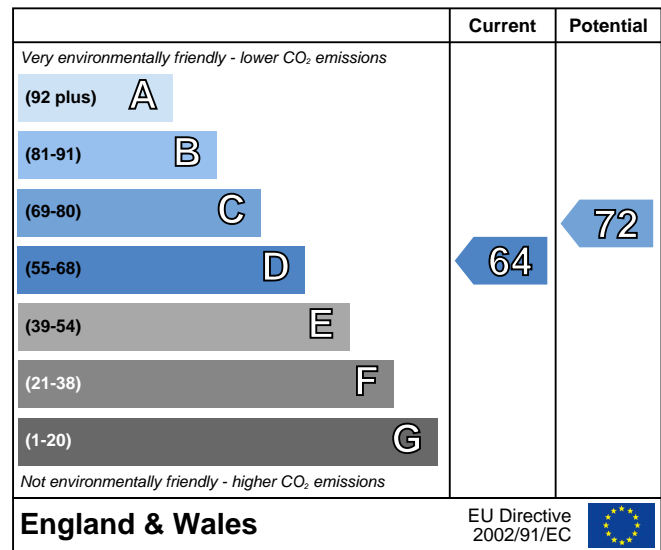 Current Potential
Very environmentally friendly - lower CO₂ emissions
(92 plus) A
(81-91) B
(69-80) C
72
(55-68) D
64
(39-54) E
(21-38) F
(1-20) G
Not environmentally friendly - higher CO₂ emissions
England & Wales
EU Directive
2002/91/EC